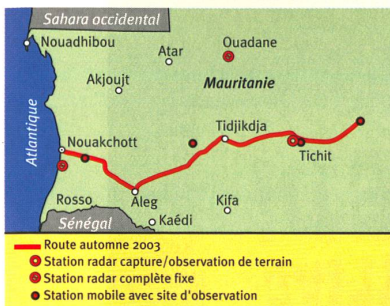 Sahara occidental
Nouadhibou
Ouadane
Atar
Akjoujt
Mauritanie
Atlantique
Tidjikdja
Nouakchott
Tichit
Rosso
Aleg
Kifa
Sénégal
Kaédi
Route automne 2003
Station radar capture/observation de terrain
Station radar complète fixe
Station mobile avec site d'observation